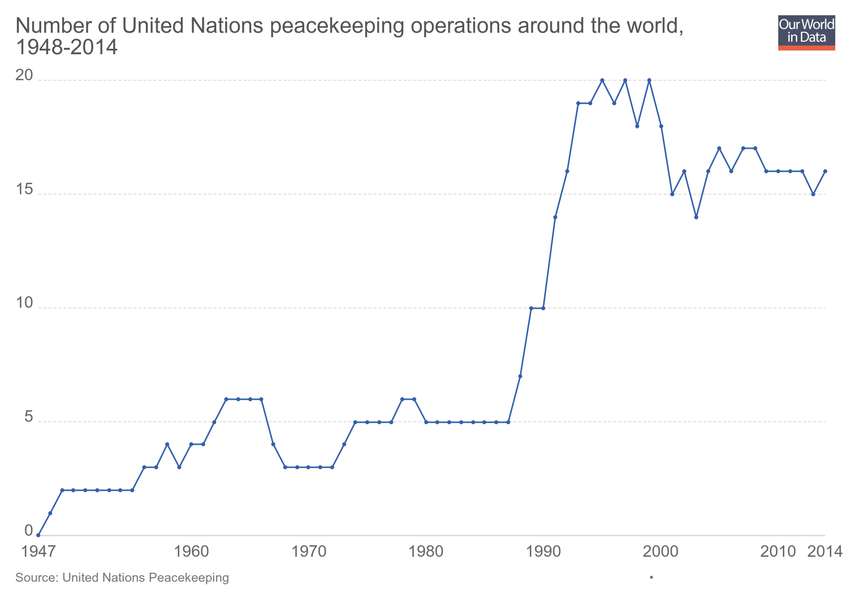 Number of United Nations peacekeeping operations around the world,
1948-2014
Our World
in Data
20
15
10
5
0
1947 1960 1970 1980 1990 2000 2010 2014
Source: United Nations Peacekeeping